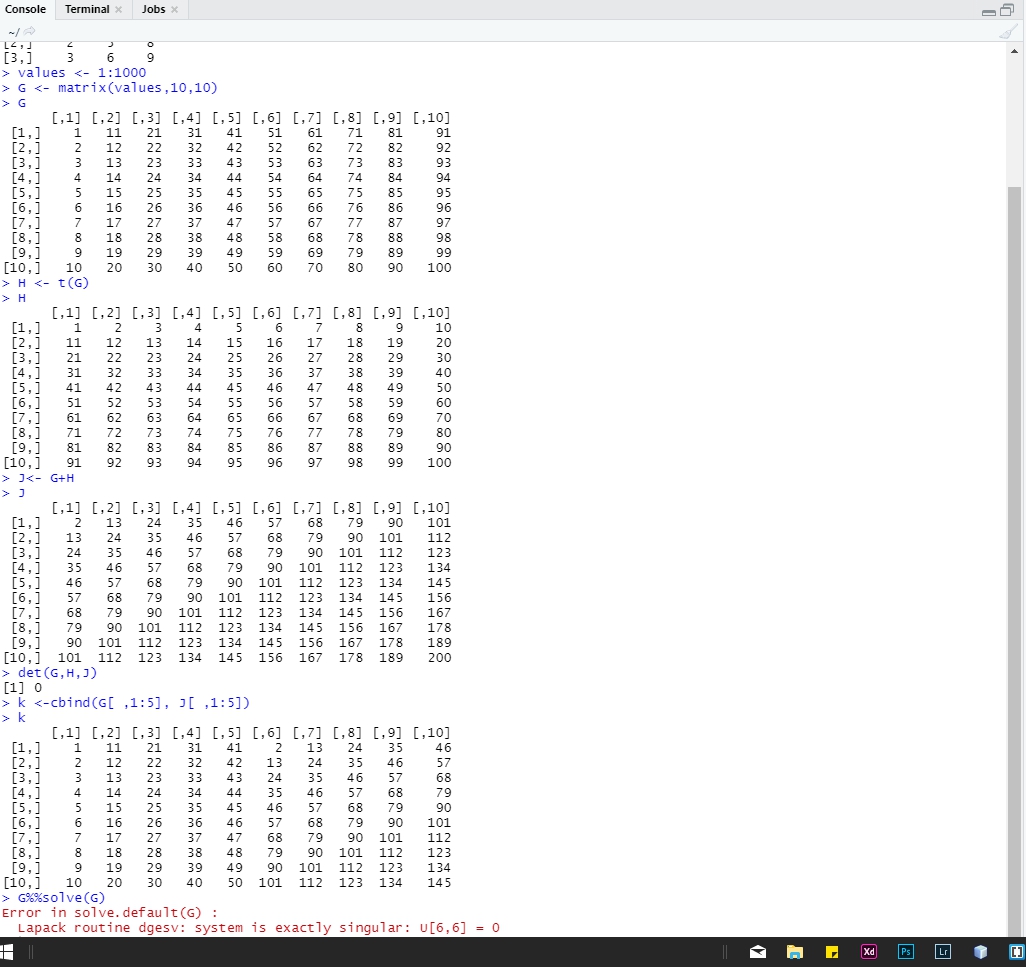 Console Terminal × Jobs ×
~/
[2,] 2 5 8
[3,] 3 6 9
> values <- 1:1000
> G <- matrix(values,10,10)
> G
[,1] [,2] [,3] [,4] [,5] [,6] [,7] [,8] [,9] [,10]
[1,] 1 11 21 31 41 51 61 71 81 91
[2,] 2 12 22 32 42 52 62 72 82 92
[3,] 3 13 23 33 43 53 63 73 83 93
[4,] 4 14 24 34 44 54 64 74 84 94
[5,] 5 15 25 35 45 55 65 75 85 95
[6,] 6 16 26 36 46 56 66 76 86 96
[7,] 7 17 27 37 47 57 67 77 87 97
[8,] 8 18 28 38 48 58 68 78 88 98
[9,] 9 19 29 39 49 59 69 79 89 99
[10,] 10 20 30 40 50 60 70 80 90 100
> H <- t(G)
> H
[,1] [,2] [,3] [,4] [,5] [,6] [,7] [,8] [,9] [,10]
[1,] 1 2 3 4 5 6 7 8 9 10
[2,] 11 12 13 14 15 16 17 18 19 20
[3,] 21 22 23 24 25 26 27 28 29 30
[4,] 31 32 33 34 35 36 37 38 39 40
[5,] 41 42 43 44 45 46 47 48 49 50
[6,] 51 52 53 54 55 56 57 58 59 60
[7,] 61 62 63 64 65 66 67 68 69 70
[8,] 71 72 73 74 75 76 77 78 79 80
[9,] 81 82 83 84 85 86 87 88 89 90
[10,] 91 92 93 94 95 96 97 98 99 100
> J<- G+H
> J
[,1] [,2] [,3] [,4] [,5] [,6] [,7] [,8] [,9] [,10]
[1,] 2 13 24 35 46 57 68 79 90 101
[2,] 13 24 35 46 57 68 79 90 101 112
[3,] 24 35 46 57 68 79 90 101 112 123
[4,] 35 46 57 68 79 90 101 112 123 134
[5,] 46 57 68 79 90 101 112 123 134 145
[6,] 57 68 79 90 101 112 123 134 145 156
[7,] 68 79 90 101 112 123 134 145 156 167
[8,] 79 90 101 112 123 134 145 156 167 178
[9,] 90 101 112 123 134 145 156 167 178 189
[10,] 101 112 123 134 145 156 167 178 189 200
> det(G,H,J)
[1] 0
> k <-cbind(G[ ,1:5], J[ ,1:5])
> k
[,1] [,2] [,3] [,4] [,5] [,6] [,7] [,8] [,9] [,10]
[1,] 1 11 21 31 41 2 13 24 35 46
[2,] 2 12 22 32 42 13 24 35 46 57
[3,] 3 13 23 33 43 24 35 46 57 68
[4,] 4 14 24 34 44 35 46 57 68 79
[5,] 5 15 25 35 45 46 57 68 79 90
[6,] 6 16 26 36 46 57 68 79 90 101
[7,] 7 17 27 37 47 68 79 90 101 112
[8,] 8 18 28 38 48 79 90 101 112 123
[9,] 9 19 29 39 49 90 101 112 123 134
[10,] 10 20 30 40 50 101 112 123 134 145
> G%%solve(G)
Error in solve.default(G) :
Lapack routine dgesv: system is exactly singular: U[6,6] = 0
Xd Ps Lr